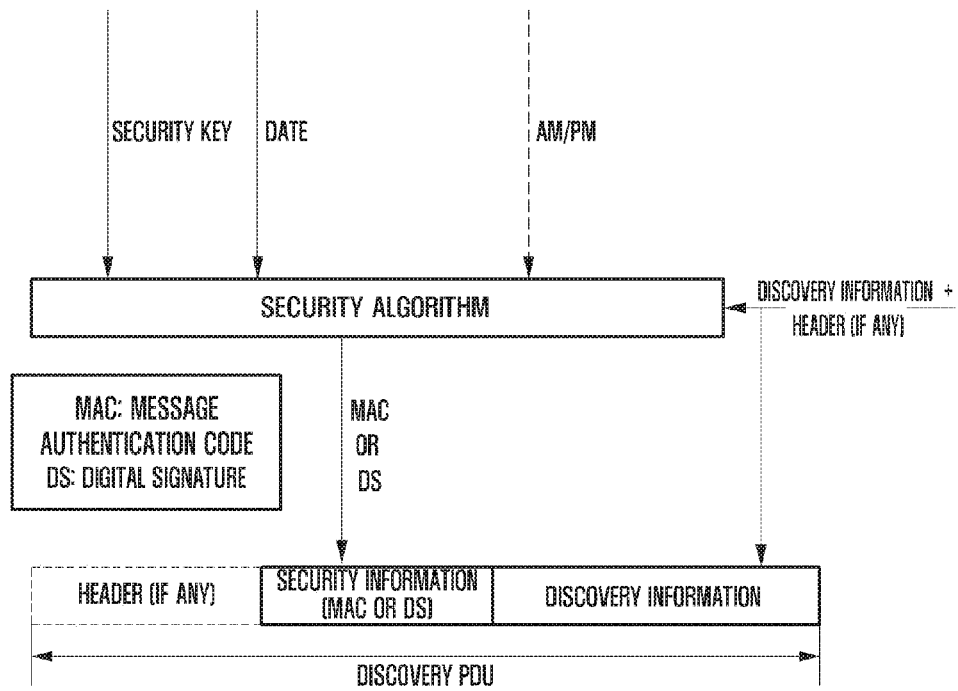 SECURITY KEY
DATE
AM/PM
SECURITY ALGORITHM
DISCOVERY INFORMATION +
HEADER (IF ANY)
MAC: MESSAGE
AUTHENTICATION CODE
DS: DIGITAL SIGNATURE
MAC
OR
DS
HEADER (IF ANY)
SECURITY INFORMATION
(MAC OR DS)
DISCOVERY INFORMATION
DISCOVERY PDU